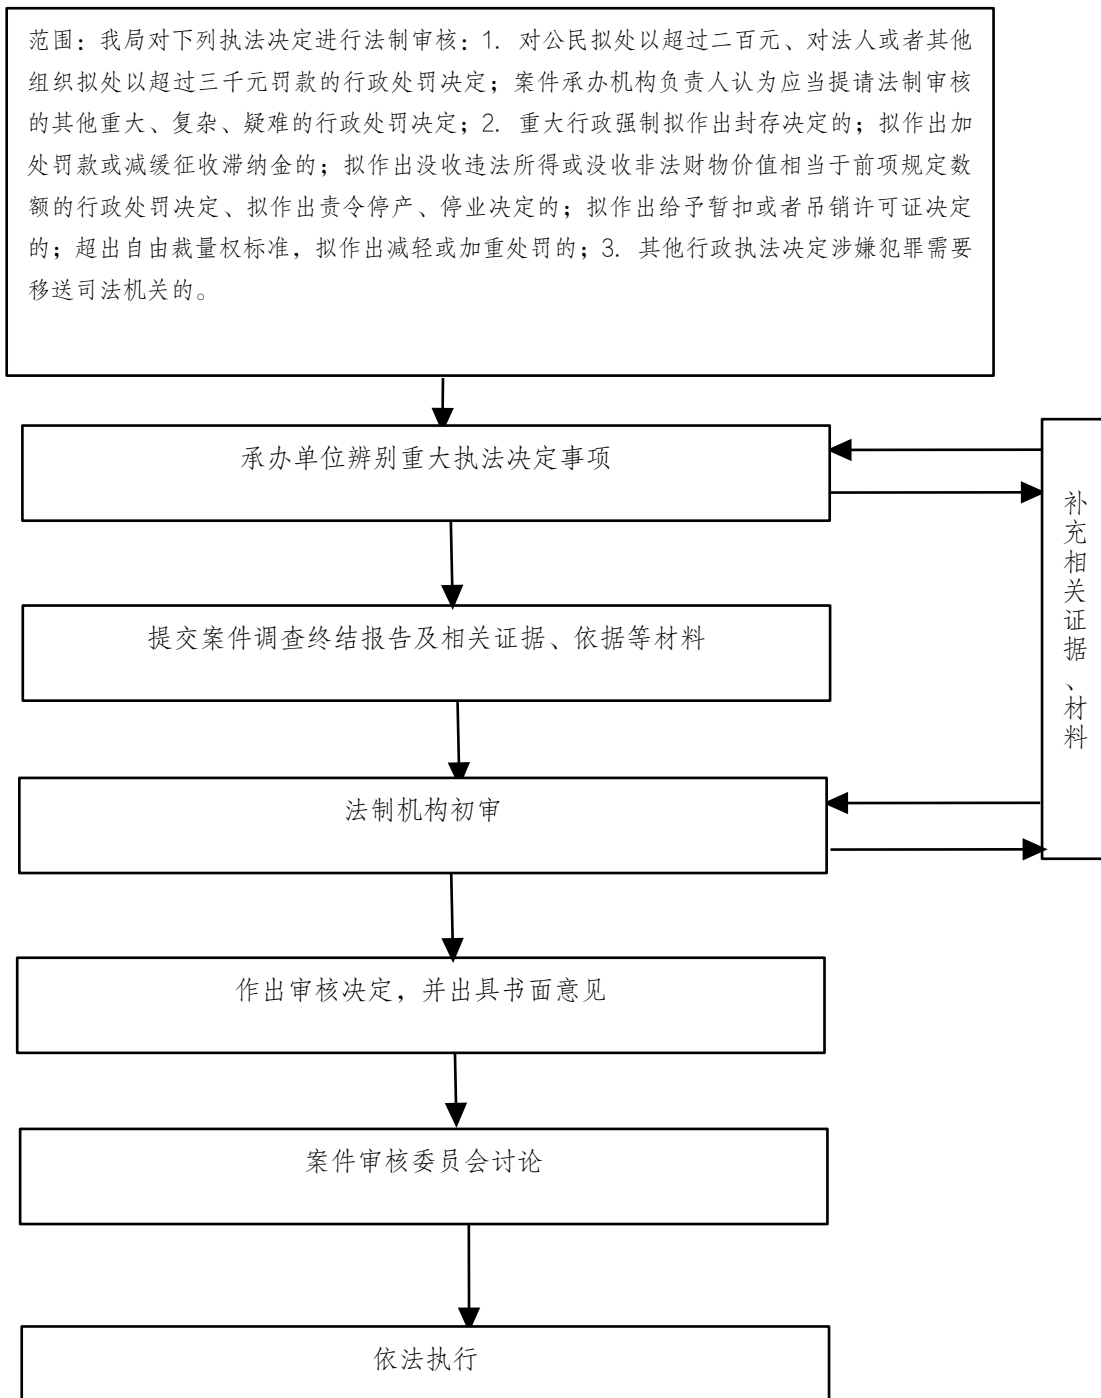 范围：我局对下列执法决定进行法制审核：1. 对公民拟处以超过二百元、对法人或者其他
组织拟处以超过三千元罚款的行政处罚决定；案件承办机构负责人认为应当提请法制审核
的其他重大、复杂、疑难的行政处罚决定；2. 重大行政强制拟作出封存决定的；拟作出加
处罚款或减缓征收滞纳金的；拟作出没收违法所得或没收非法财物价值相当于前项规定数
额的行政处罚决定、拟作出责令停产、停业决定的；拟作出给予暂扣或者吊销许可证决定
的；超出自由裁量权标准，拟作出减轻或加重处罚的；3. 其他行政执法决定涉嫌犯罪需要
移送司法机关的。
承办单位辨别重大执法决定事项
补充相关证据、材料
提交案件调查终结报告及相关证据、依据等材料
法制机构初审
作出审核决定，并出具书面意见
案件审核委员会讨论
依法执行